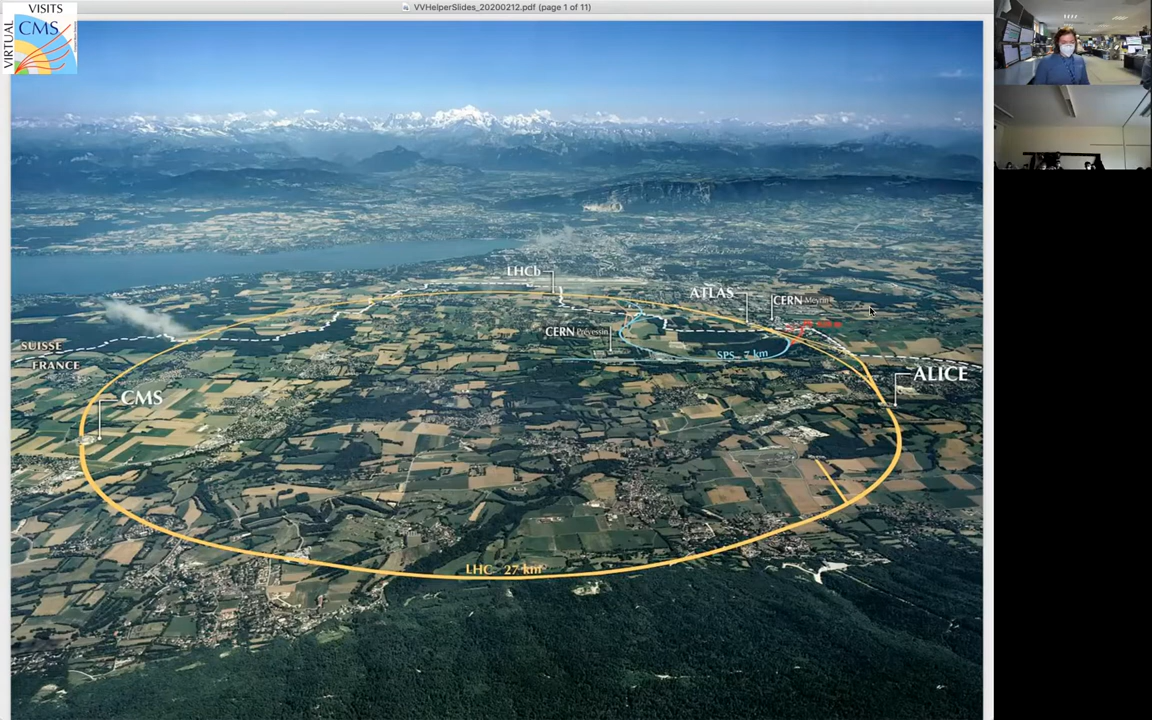 VISITS
VIRTUAL
CMS
VVHelperSlides_20200212.pdf (page 1 of 11)
LHCb
ATLAS
CERN Meyrin
CERN Prévessin
SPS 7 km
SUISSE
FRANCE
ALICE
CMS
LHC 27 km